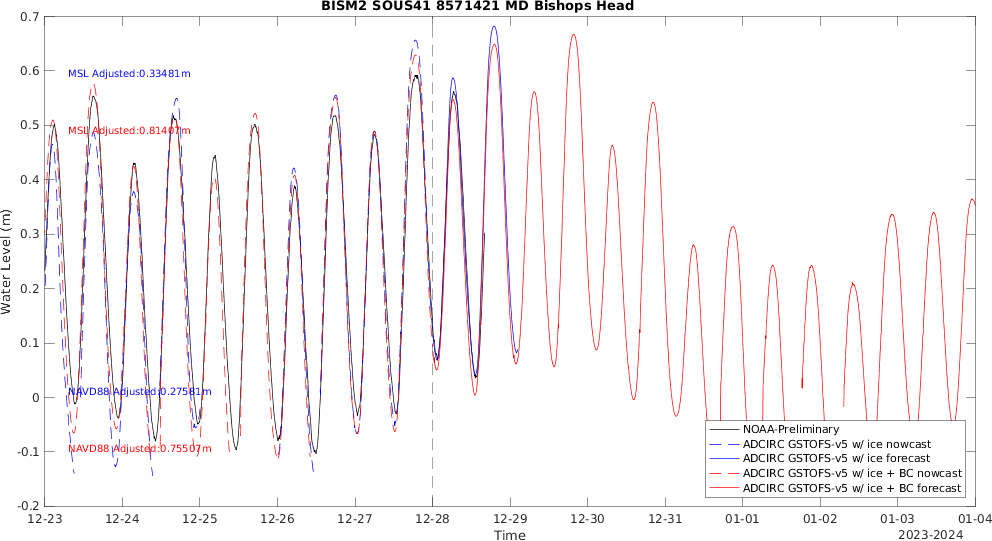 BISM2 SOUS41 8571421 MD Bishops Head
0.7
0.6
0.5
0.4
0.3
0.2
0.1
0
-0.1
-0.2
Water Level (m)
MSL Adjusted:0.33481m
MSL Adjusted:0.81407m
NAVD88 Adjusted:0.27581m
NAVD88 Adjusted:0.75507m
NOAA-Preliminary
ADCIRC GSTOFS-v5 w/ ice nowcast
ADCIRC GSTOFS-v5 w/ ice forecast
ADCIRC GSTOFS-v5 w/ ice + BC nowcast
ADCIRC GSTOFS-v5 w/ ice + BC forecast
12-23 12-24 12-25 12-26 12-27 12-28 12-29 12-30 12-31 01-01 01-02 01-03 01-04
Time
2023-2024